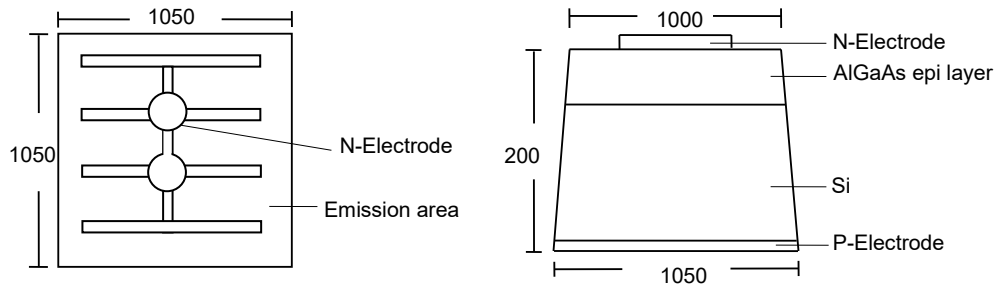 1050
1050
N-Electrode
Emission area
1000
N-Electrode
AlGaAs epi layer
200
Si
P-Electrode
1050